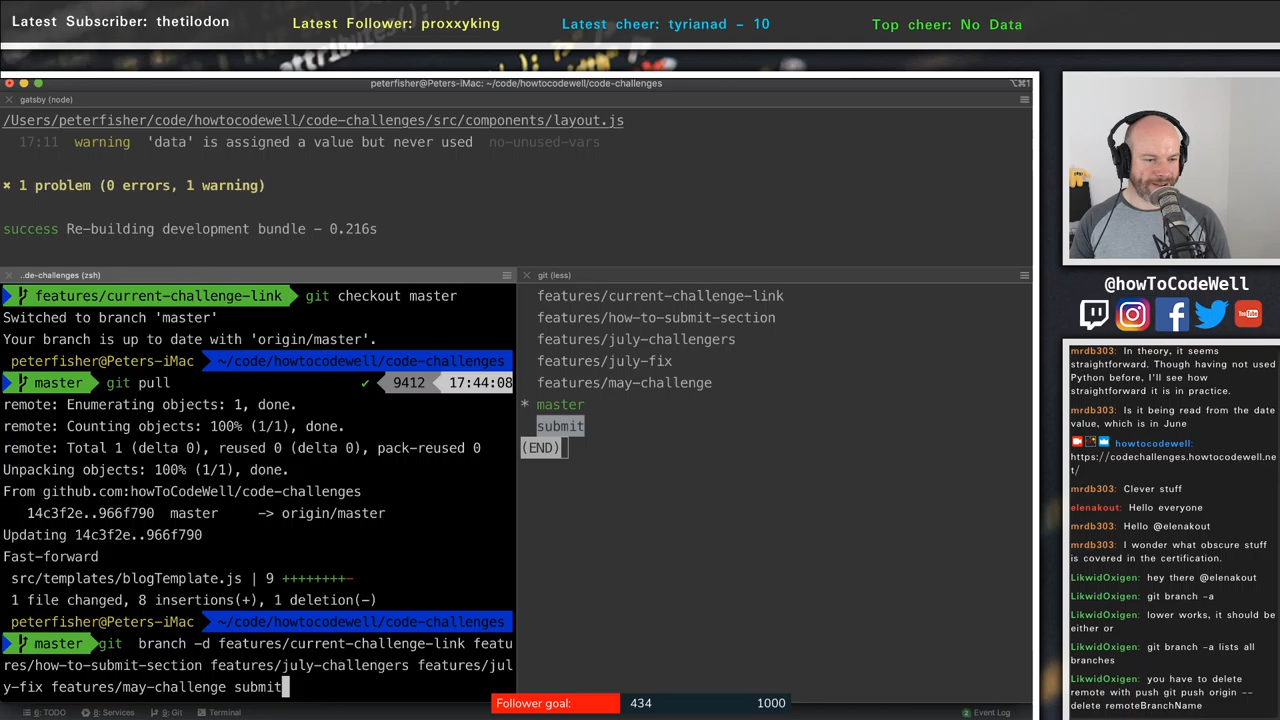 Latest Subscriber: thetilodon
Latest Follower: proxxyking
Latest cheer: tyrianad - 10
Top cheer: No Data
peterfisher@Peters-iMac: ~/code/howtocodewell/code-challenges
⌥⌘1
gatsby (node)
/Users/peterfisher/code/howtocodewell/code-challenges/src/components/layout.js
17:11 warning 'data' is assigned a value but never used no-unused-vars
✖ 1 problem (0 errors, 1 warning)
success Re-building development bundle - 0.216s
..de-challenges (zsh)
features/current-challenge-link git checkout master
Switched to branch 'master'
Your branch is up to date with 'origin/master'.
peterfisher@Peters-iMac ~/code/howtocodewell/code-challenges
master git pull ✔ 9412 17:44:08
remote: Enumerating objects: 1, done.
remote: Counting objects: 100% (1/1), done.
remote: Total 1 (delta 0), reused 0 (delta 0), pack-reused 0
Unpacking objects: 100% (1/1), done.
From github.com:howToCodeWell/code-challenges
14c3f2e..966f790 master -> origin/master
Updating 14c3f2e..966f790
Fast-forward
src/templates/blogTemplate.js | 9 ++++++++-
1 file changed, 8 insertions(+), 1 deletion(-)
peterfisher@Peters-iMac ~/code/howtocodewell/code-challenges
master git branch -d features/current-challenge-link featu
res/how-to-submit-section features/july-challengers features/jul
y-fix features/may-challenge submit
git (less)
features/current-challenge-link
features/how-to-submit-section
features/july-challengers
features/july-fix
features/may-challenge
* master
submit
(END)
@howToCodeWell
You Tube
mrdb303: In theory, it seems
straightforward. Though having not used
Python before, I'll see how
straightforward it is in practice.
mrdb303: Is it being read from the date
value, which is in June
howtocodewell:
https://codechallenges.howtocodewell.ne
t/
mrdb303: Clever stuff
elenakout: Hello everyone
mrdb303: Hello @elenakout
mrdb303: I wonder what obscure stuff
is covered in the certification.
LikwidOxigen: hey there @elenakout
LikwidOxigen: git branch -a
LikwidOxigen: lower works, it should be
either or
LikwidOxigen: git branch -a lists all
branches
LikwidOxigen: you have to delete
remote with push git push origin --
delete remoteBranchName
Follower goal: 434 1000
6: TODO 8: Services 9: Git Terminal 2 Event Log